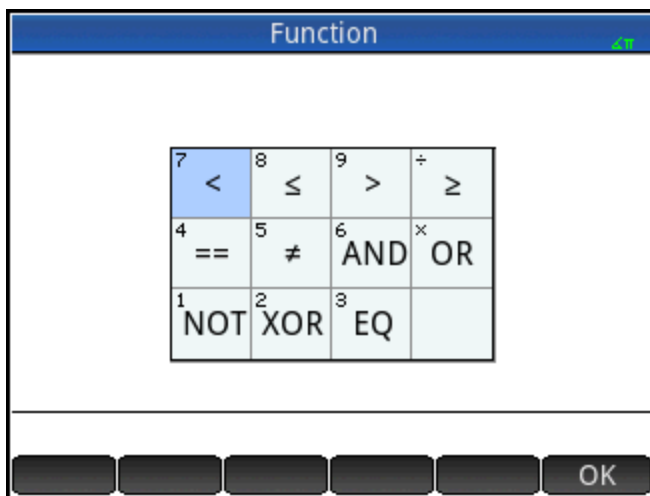 Function
∠π
7 < 8 ≤ 9 > ÷ ≥
4 == 5 ≠ 6 AND × OR
1 NOT 2 XOR 3 EQ
OK